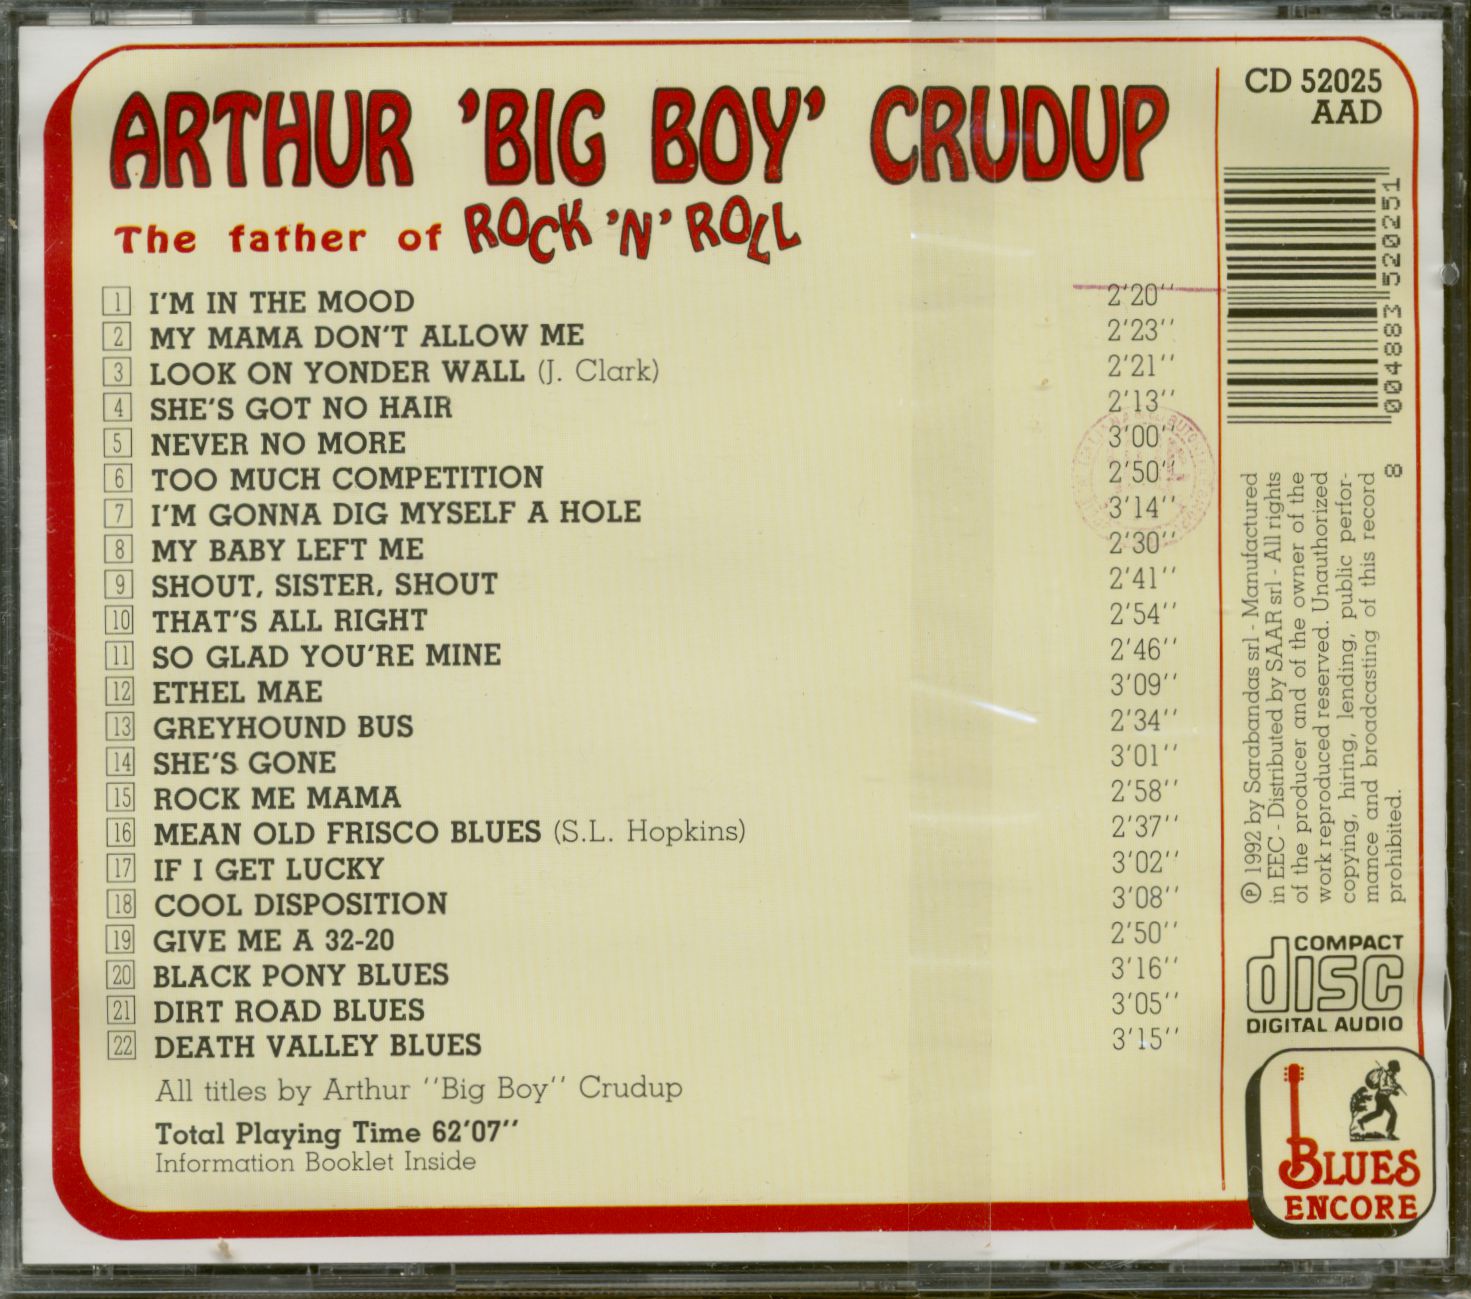 ARTHUR 'BIG BOY' CRUDUP
The father of ROCK 'N' ROLL
1 I'M IN THE MOOD 2'20''
2 MY MAMA DON'T ALLOW ME 2'23''
3 LOOK ON YONDER WALL (J. Clark) 2'21''
4 SHE'S GOT NO HAIR 2'13''
5 NEVER NO MORE 3'00''
6 TOO MUCH COMPETITION 2'50''
7 I'M GONNA DIG MYSELF A HOLE 3'14''
8 MY BABY LEFT ME 2'30''
9 SHOUT, SISTER, SHOUT 2'41''
10 THAT'S ALL RIGHT 2'54''
11 SO GLAD YOU'RE MINE 2'46''
12 ETHEL MAE 3'09''
13 GREYHOUND BUS 2'34''
14 SHE'S GONE 3'01''
15 ROCK ME MAMA 2'58''
16 MEAN OLD FRISCO BLUES (S.L. Hopkins) 2'37''
17 IF I GET LUCKY 3'02''
18 COOL DISPOSITION 3'08''
19 GIVE ME A 32-20 2'50''
20 BLACK PONY BLUES 3'16''
21 DIRT ROAD BLUES 3'05''
22 DEATH VALLEY BLUES 3'15''
All titles by Arthur ''Big Boy'' Crudup
Total Playing Time 62'07''
Information Booklet Inside
CD 52025
AAD
8 004883 520251
℗ 1992 by Sarabandas srl - Manufactured
in EEC - Distributed by SAAR srl - All rights
of the producer and of the owner of the
work reproduced reserved. Unauthorized
copying, hiring, lending, public perfor-
mance and broadcasting of this record
prohibited.
COMPACT
disc
DIGITAL AUDIO
BLUES
ENCORE